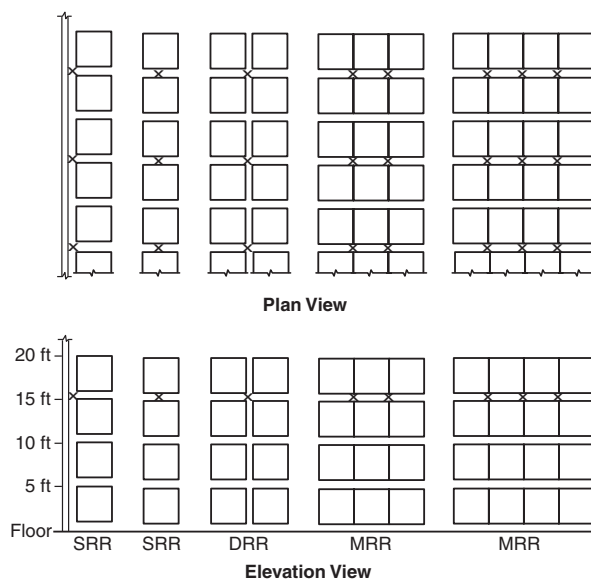 Plan View
20 ft
15 ft
10 ft
5 ft
Floor
SRR SRR DRR MRR MRR
Elevation View